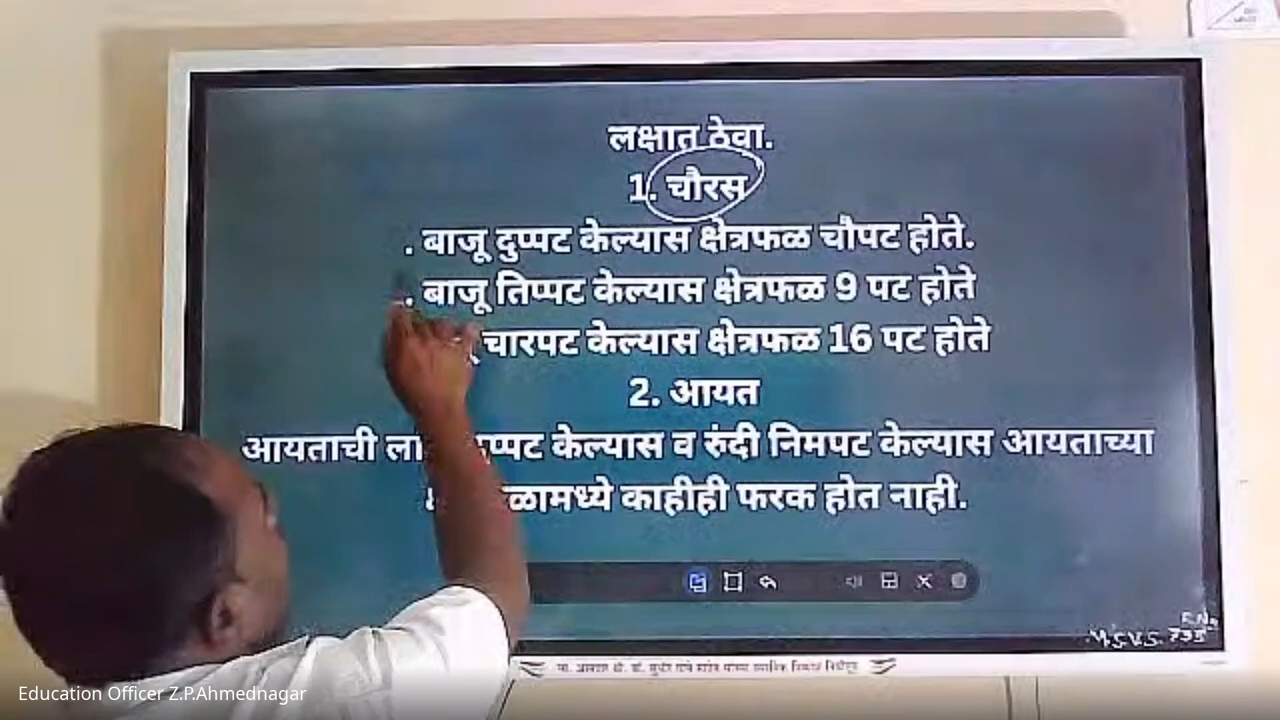 लक्षात ठेवा.
1. चौरस
. बाजू दुप्पट केल्यास क्षेत्रफळ चौपट होते.
. बाजू तिप्पट केल्यास क्षेत्रफळ 9 पट होते
चारपट केल्यास क्षेत्रफळ 16 पट होते
2. आयत
आयताची केल्यास व रुंदी निमपट केल्यास आयताच्या
काहीही फरक होत नाही.
Education Officer Z.P.Ahmednagar